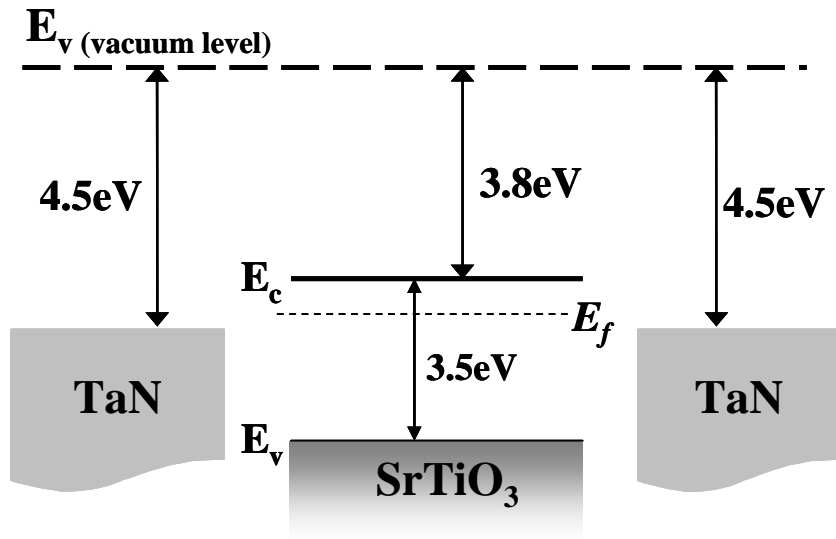 Ev (vacuum level)
4.5eV
3.8eV
4.5eV
Ec
Ef
3.5eV
TaN
TaN
Ev
SrTiO3